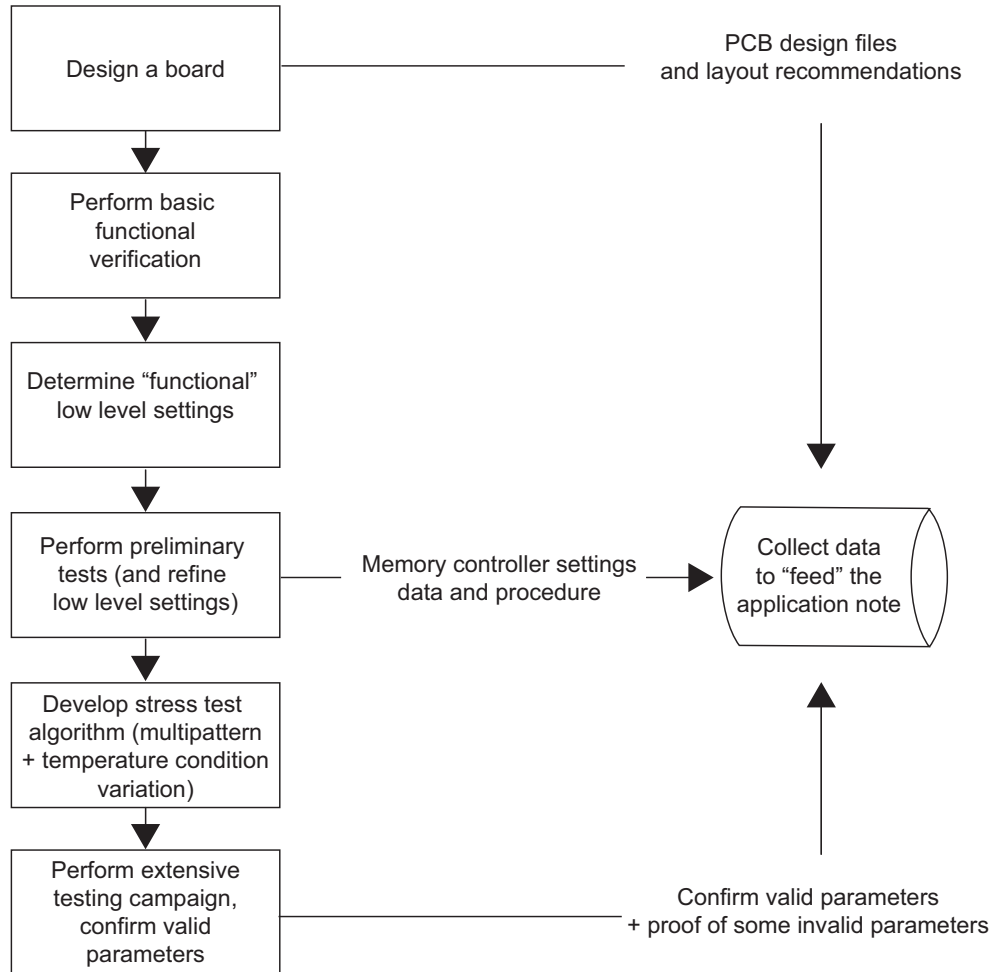 Design a board
PCB design files
and layout recommendations
Perform basic
functional
verification
Determine “functional”
low level settings
Perform preliminary
tests (and refine
low level settings)
Memory controller settings
data and procedure
Collect data
to “feed” the
application note
Develop stress test
algorithm (multipattern
+ temperature condition
variation)
Perform extensive
testing campaign,
confirm valid
parameters
Confirm valid parameters
+ proof of some invalid parameters